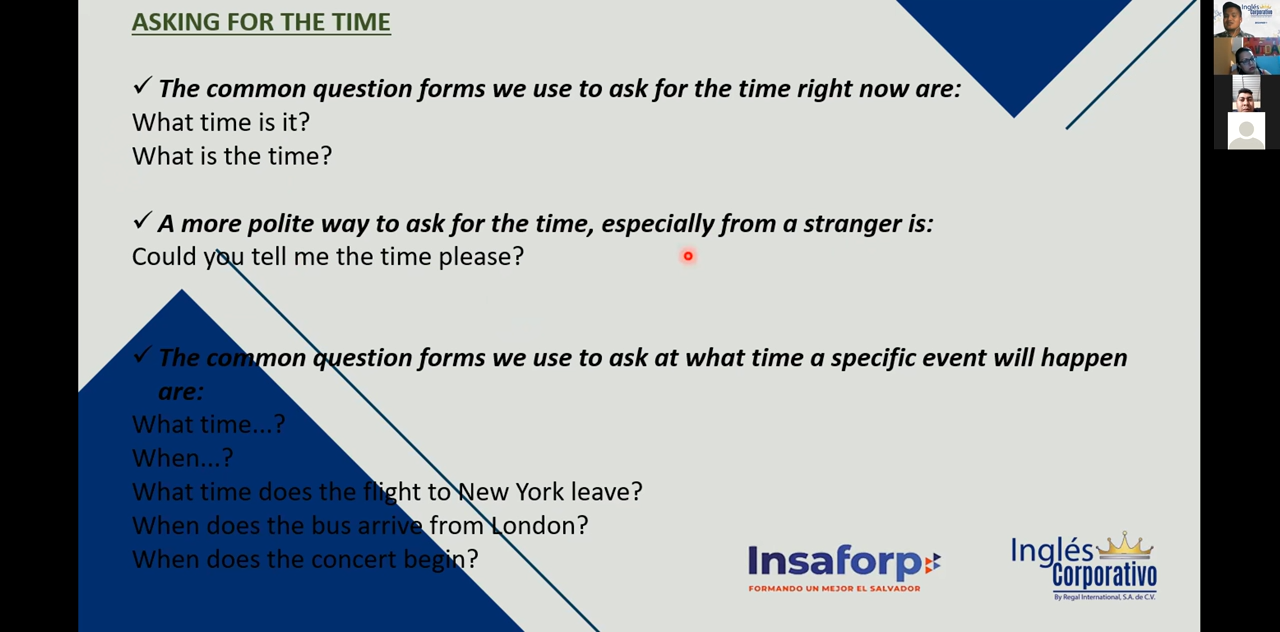 ASKING FOR THE TIME
✓ The common question forms we use to ask for the time right now are:
What time is it?
What is the time?
✓ A more polite way to ask for the time, especially from a stranger is:
Could you tell me the time please?
✓ The common question forms we use to ask at what time a specific event will happen
are:
What time...?
When...?
What time does the flight to New York leave?
When does the bus arrive from London?
When does the concert begin?
Insaforp
FORMANDO UN MEJOR EL SALVADOR
Inglés
Corporativo
By Regal International, S.A. de C.V.
Inglés
Corporativo